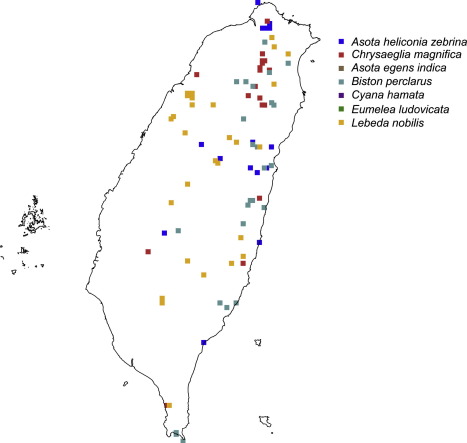 Asota heliconia zebrina
Chrysaeglia magnifica
Asota egens indica
Biston perclarus
Cyana hamata
Eumelea ludovicata
Lebeda nobilis